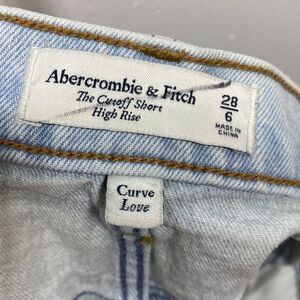 Abercrombie & Fitch
The Cutoff Short
High Rise
28
6
MADE IN
CHINA
Curve
Love